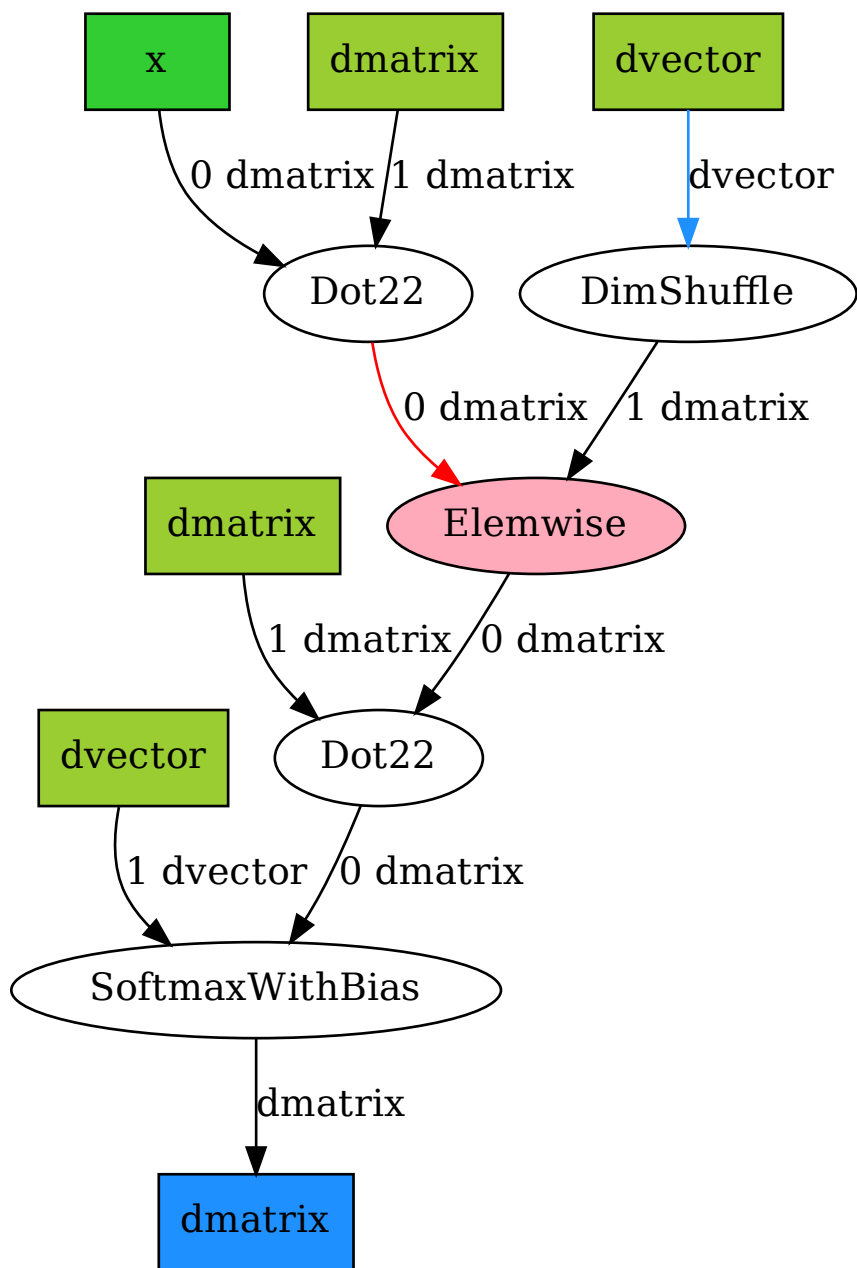 x
dmatrix
dvector
0 dmatrix
1 dmatrix
dvector
Dot22
DimShuffle
0 dmatrix
1 dmatrix
dmatrix
Elemwise
1 dmatrix
0 dmatrix
dvector
Dot22
1 dvector
0 dmatrix
SoftmaxWithBias
dmatrix
dmatrix